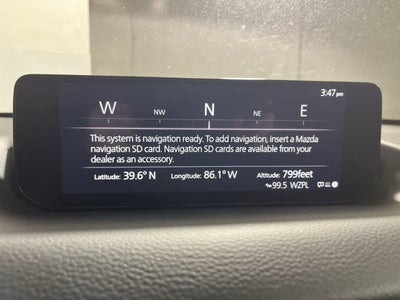 3:47 pm
W NW N NE E
This system is navigation ready. To add navigation, insert a Mazda
navigation SD card. Navigation SD cards are available from your
dealer as an accessory.
Latitude: 39.6° N Longitude: 86.1° W Altitude: 799feet
99.5 WZPL